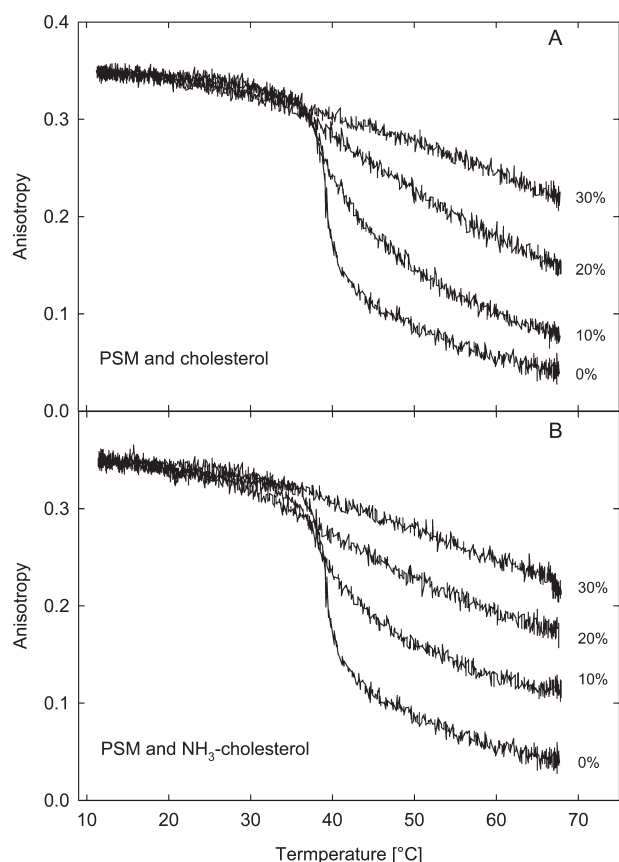 0.4
A
0.3
Anisotropy
0.2
30%
20%
0.1
10%
PSM and cholesterol
0%
0.0
B
0.3
Anisotropy
0.2
30%
20%
10%
0.1
PSM and NH₃-cholesterol
0%
0.0
10 20 30 40 50 60 70
Termperature [°C]